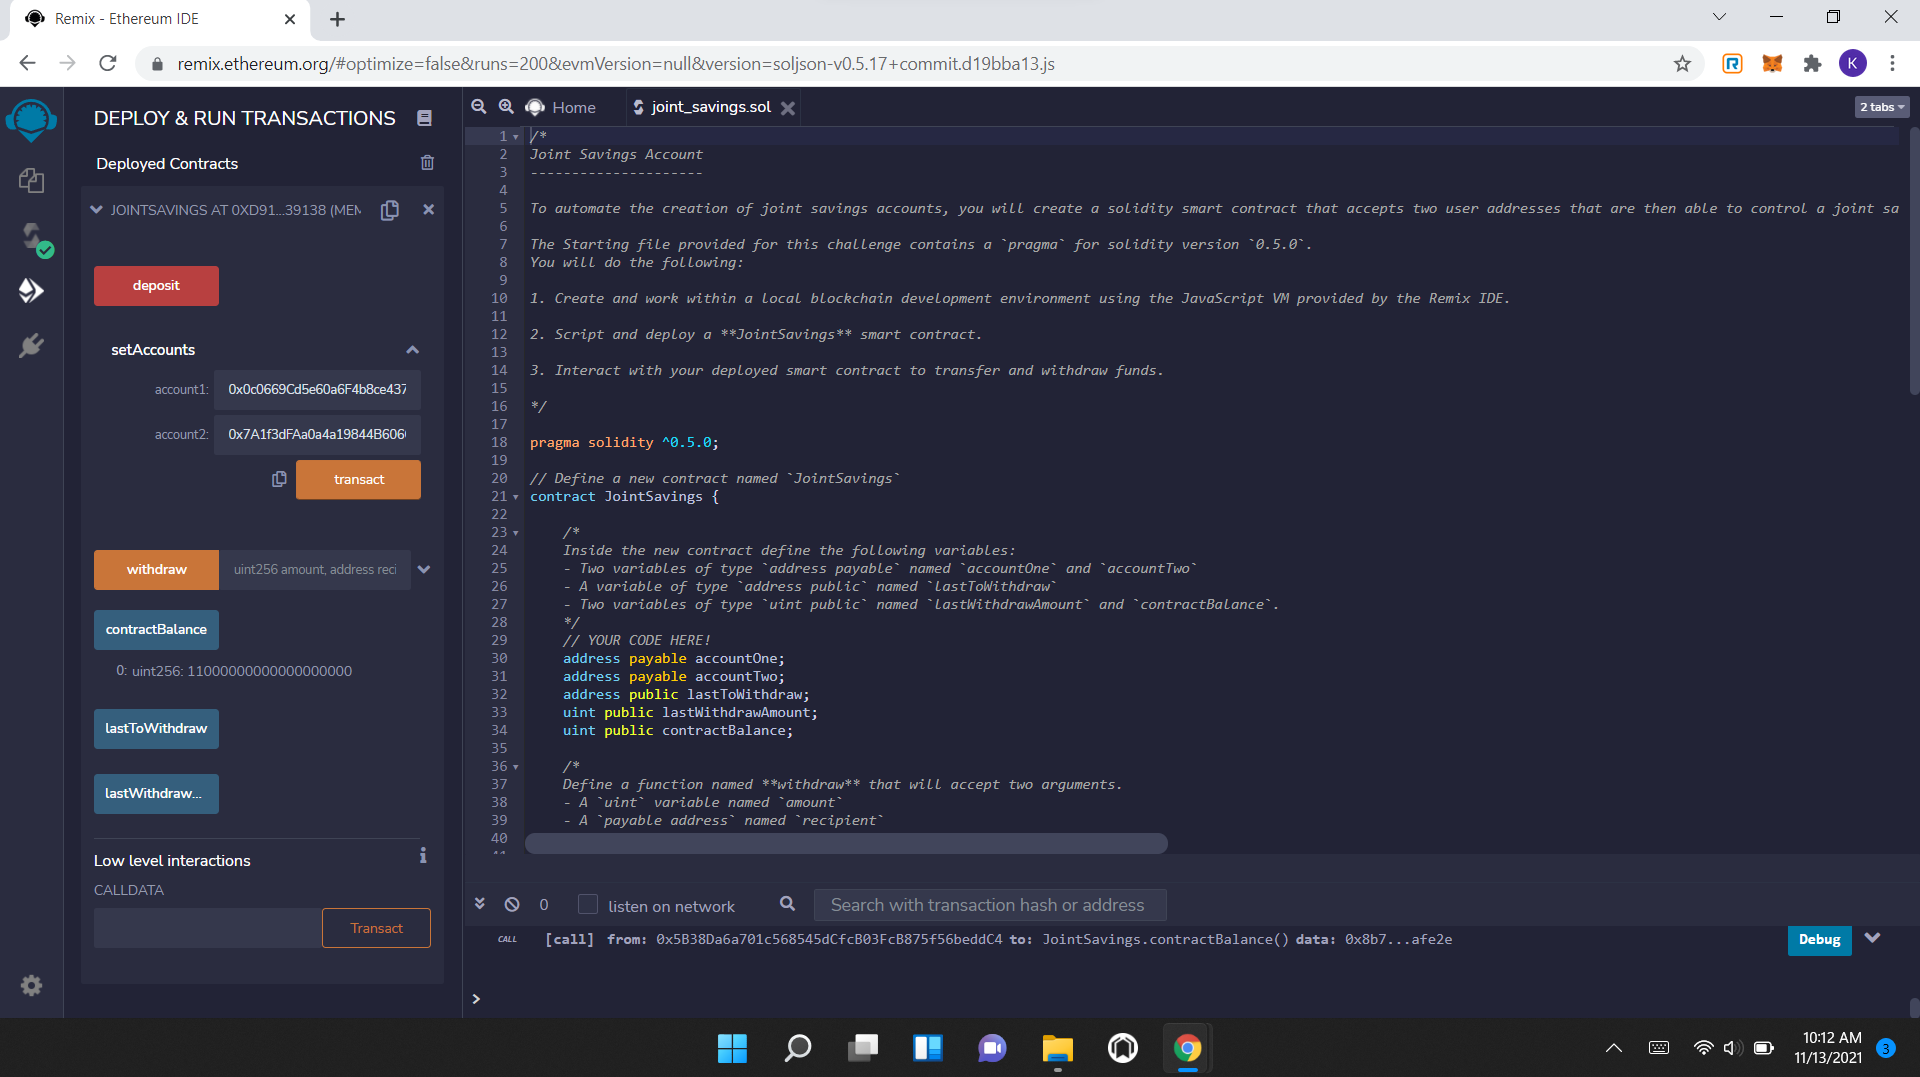 Remix - Ethereum IDE
remix.ethereum.org/#optimize=false&runs=200&evmVersion=null&version=soljson-v0.5.17+commit.d19bba13.js
K
DEPLOY & RUN TRANSACTIONS
Deployed Contracts
JOINTSAVINGS AT 0XD91...39138 (MEM
deposit
setAccounts
account1: 0x0c0669Cd5e60a6F4b8ce437
account2: 0x7A1f3dFAa0a4a19844B606
transact
withdraw uint256 amount, address reci
contractBalance
0: uint256: 11000000000000000000
lastToWithdraw
lastWithdraw...
Low level interactions
CALLDATA
Transact
Home joint_savings.sol 2 tabs
1 /*
2 Joint Savings Account
3 ---------------------
4
5 To automate the creation of joint savings accounts, you will create a solidity smart contract that accepts two user addresses that are then able to control a joint sa
6
7 The Starting file provided for this challenge contains a `pragma` for solidity version `0.5.0`.
8 You will do the following:
9
10 1. Create and work within a local blockchain development environment using the JavaScript VM provided by the Remix IDE.
11
12 2. Script and deploy a **JointSavings** smart contract.
13
14 3. Interact with your deployed smart contract to transfer and withdraw funds.
15
16 */
17
18 pragma solidity ^0.5.0;
19
20 // Define a new contract named `JointSavings`
21 contract JointSavings {
22
23 /*
24 Inside the new contract define the following variables:
25 - Two variables of type `address payable` named `accountOne` and `accountTwo`
26 - A variable of type `address public` named `lastToWithdraw`
27 - Two variables of type `uint public` named `lastWithdrawAmount` and `contractBalance`.
28 */
29 // YOUR CODE HERE!
30 address payable accountOne;
31 address payable accountTwo;
32 address public lastToWithdraw;
33 uint public lastWithdrawAmount;
34 uint public contractBalance;
35
36 /*
37 Define a function named **withdraw** that will accept two arguments.
38 - A `uint` variable named `amount`
39 - A `payable address` named `recipient`
40
0 listen on network Search with transaction hash or address
CALL [call] from: 0x5B38Da6a701c568545dCfcB03FcB875f56beddC4 to: JointSavings.contractBalance() data: 0x8b7...afe2e Debug
>
10:12 AM
11/13/2021
3